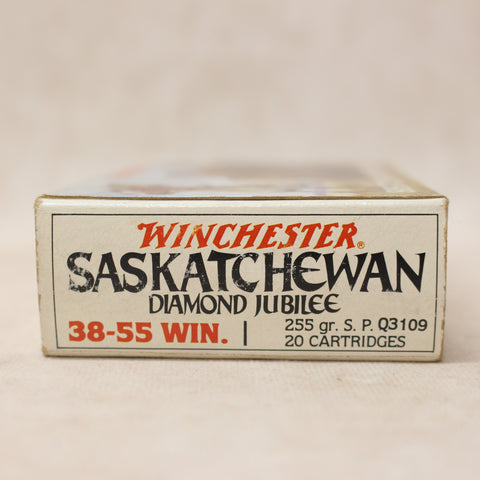 WINCHESTER®
SASKATCHEWAN
DIAMOND JUBILEE
38-55 WIN. | 255 gr. S. P. Q3109
20 CARTRIDGES